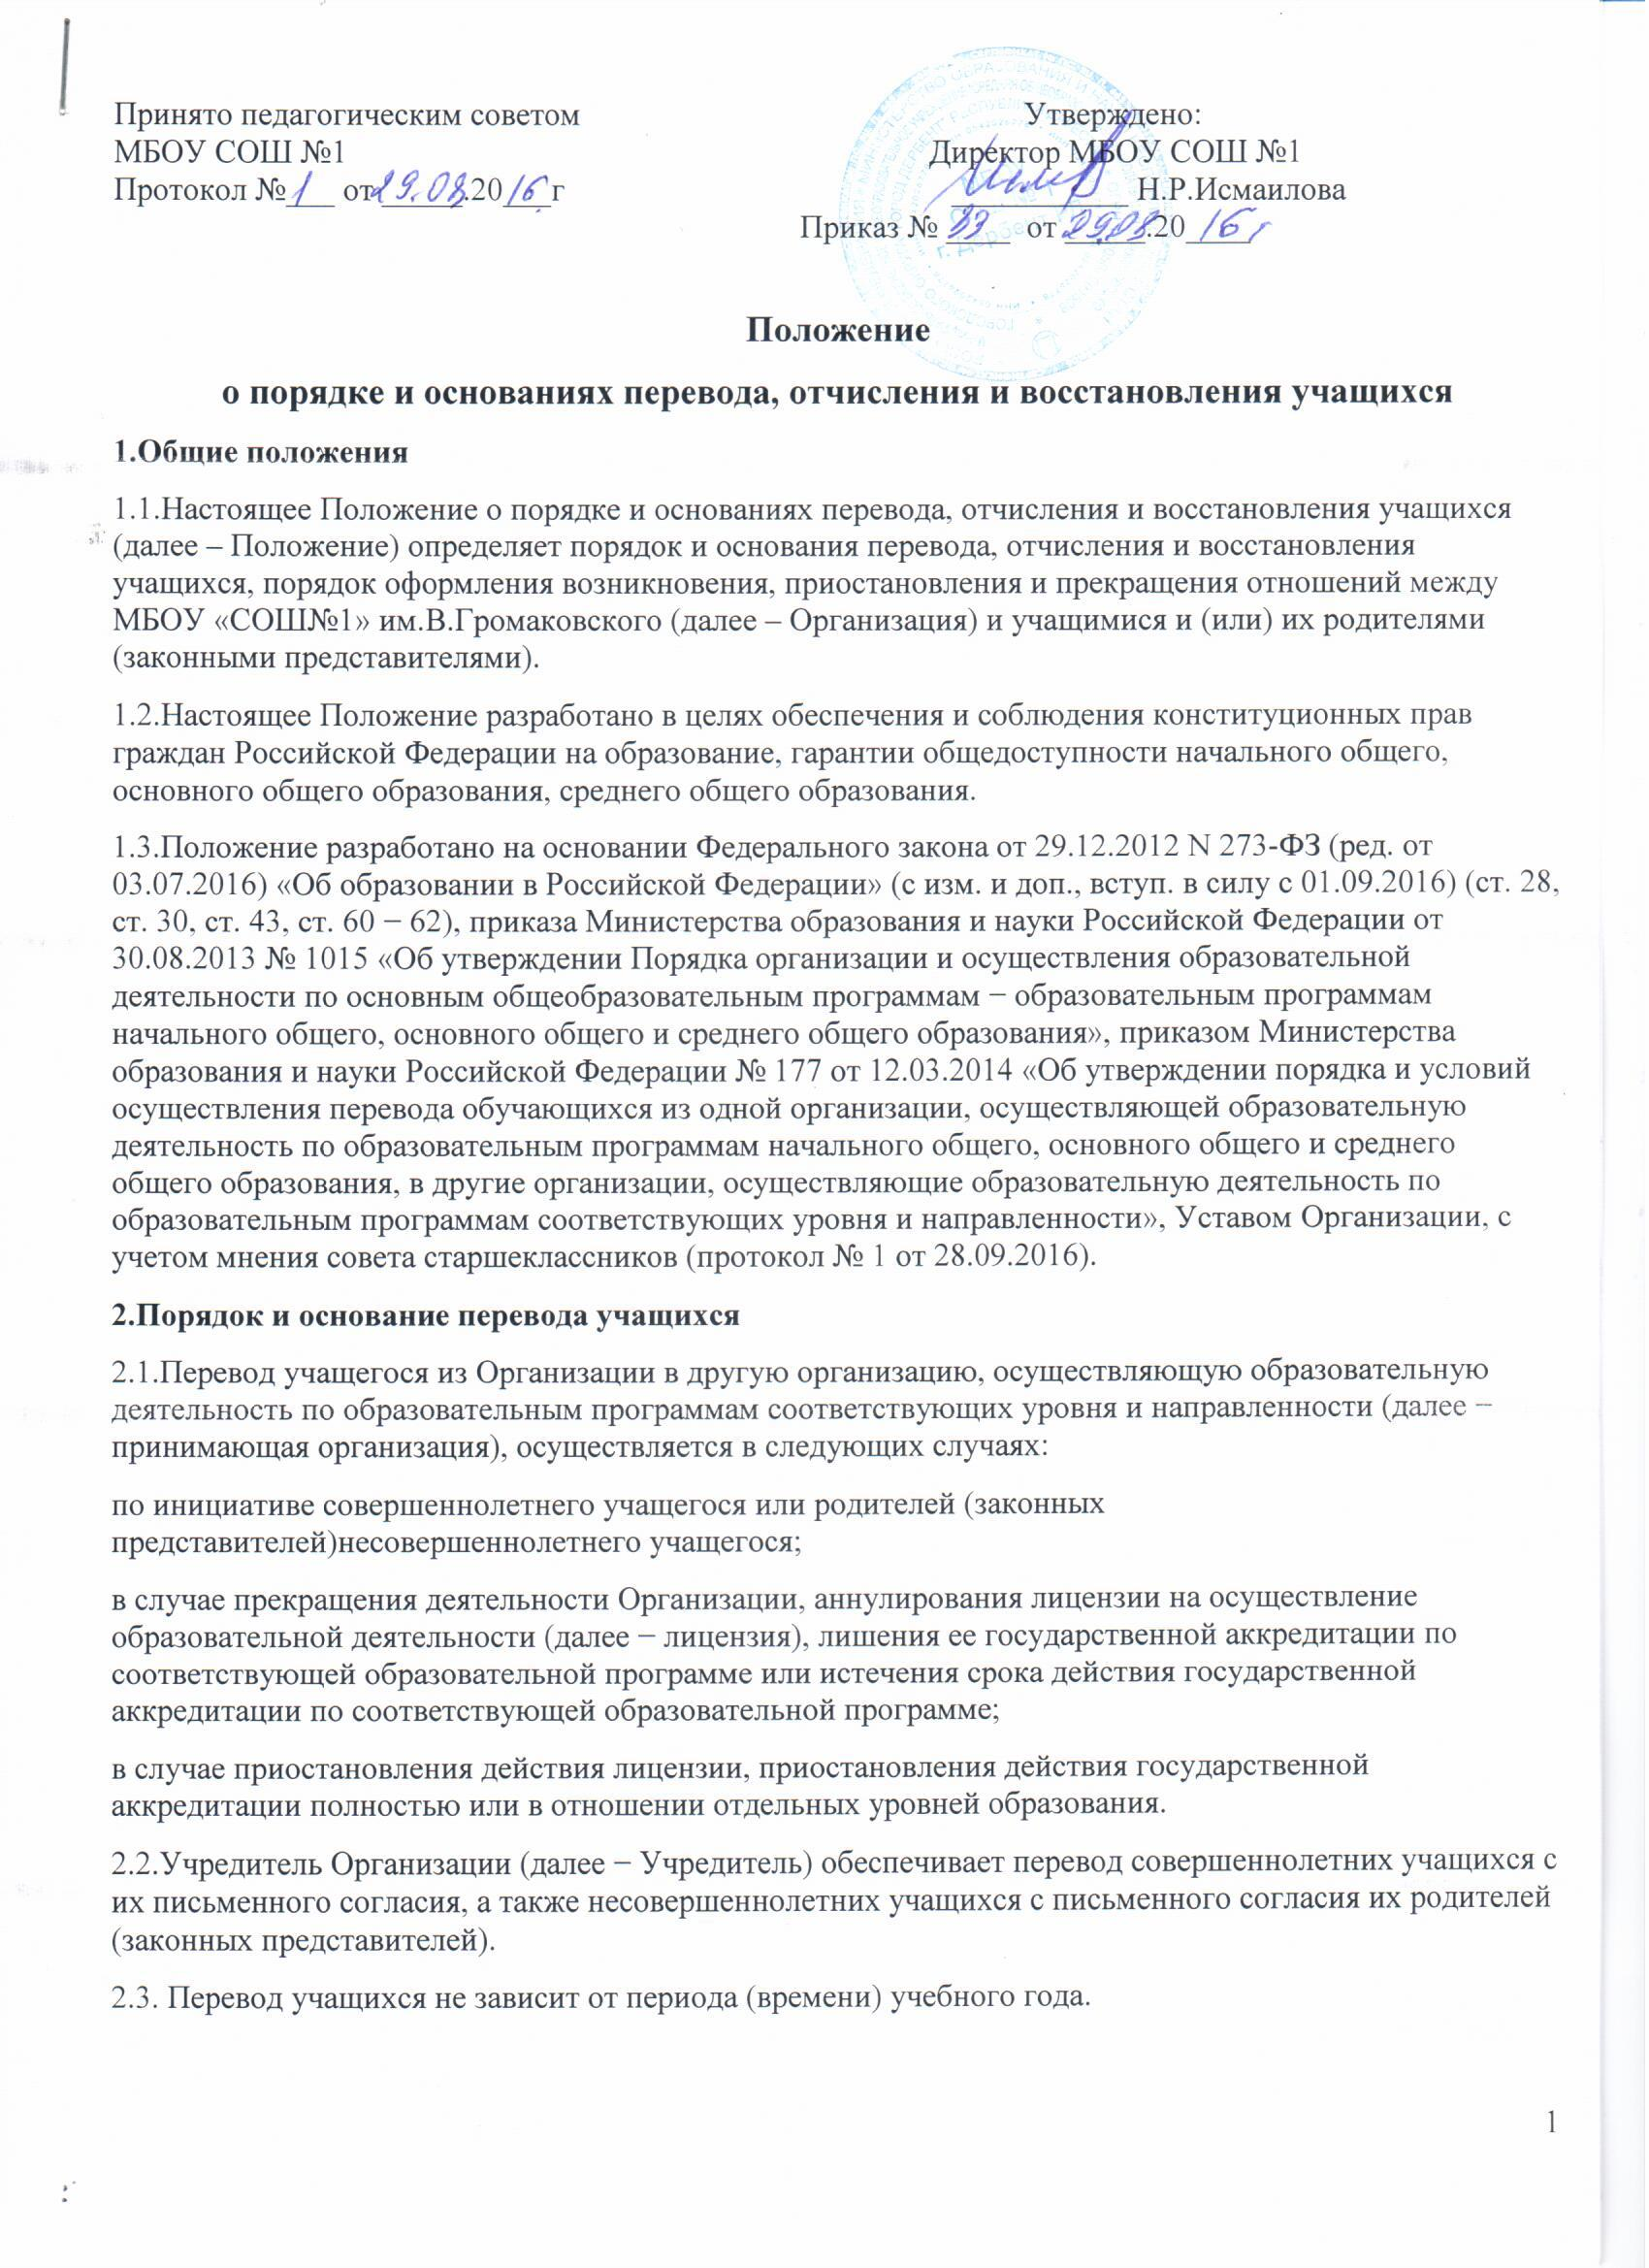 Принято педагогическим советом
МБОУ СОШ №1
Протокол № 1 от 29.08.2016 г
Утверждено:
Директор МБОУ СОШ №1
Н.Р.Исмаилова
Приказ № 33 от 29.08.2016 г
г. Дербент
Положение
о порядке и основаниях перевода, отчисления и восстановления учащихся
1.Общие положения
1.1.Настоящее Положение о порядке и основаниях перевода, отчисления и восстановления учащихся
(далее – Положение) определяет порядок и основания перевода, отчисления и восстановления
учащихся, порядок оформления возникновения, приостановления и прекращения отношений между
МБОУ «СОШ№1» им.В.Громаковского (далее – Организация) и учащимися и (или) их родителями
(законными представителями).
1.2.Настоящее Положение разработано в целях обеспечения и соблюдения конституционных прав
граждан Российской Федерации на образование, гарантии общедоступности начального общего,
основного общего образования, среднего общего образования.
1.3.Положение разработано на основании Федерального закона от 29.12.2012 N 273-ФЗ (ред. от
03.07.2016) «Об образовании в Российской Федерации» (с изм. и доп., вступ. в силу с 01.09.2016) (ст. 28,
ст. 30, ст. 43, ст. 60 − 62), приказа Министерства образования и науки Российской Федерации от
30.08.2013 № 1015 «Об утверждении Порядка организации и осуществления образовательной
деятельности по основным общеобразовательным программам − образовательным программам
начального общего, основного общего и среднего общего образования», приказом Министерства
образования и науки Российской Федерации № 177 от 12.03.2014 «Об утверждении порядка и условий
осуществления перевода обучающихся из одной организации, осуществляющей образовательную
деятельность по образовательным программам начального общего, основного общего и среднего
общего образования, в другие организации, осуществляющие образовательную деятельность по
образовательным программам соответствующих уровня и направленности», Уставом Организации, с
учетом мнения совета старшеклассников (протокол № 1 от 28.09.2016).
2.Порядок и основание перевода учащихся
2.1.Перевод учащегося из Организации в другую организацию, осуществляющую образовательную
деятельность по образовательным программам соответствующих уровня и направленности (далее −
принимающая организация), осуществляется в следующих случаях:
по инициативе совершеннолетнего учащегося или родителей (законных
представителей)несовершеннолетнего учащегося;
в случае прекращения деятельности Организации, аннулирования лицензии на осуществление
образовательной деятельности (далее − лицензия), лишения ее государственной аккредитации по
соответствующей образовательной программе или истечения срока действия государственной
аккредитации по соответствующей образовательной программе;
в случае приостановления действия лицензии, приостановления действия государственной
аккредитации полностью или в отношении отдельных уровней образования.
2.2.Учредитель Организации (далее − Учредитель) обеспечивает перевод совершеннолетних учащихся с
их письменного согласия, а также несовершеннолетних учащихся с письменного согласия их родителей
(законных представителей).
2.3. Перевод учащихся не зависит от периода (времени) учебного года.
1